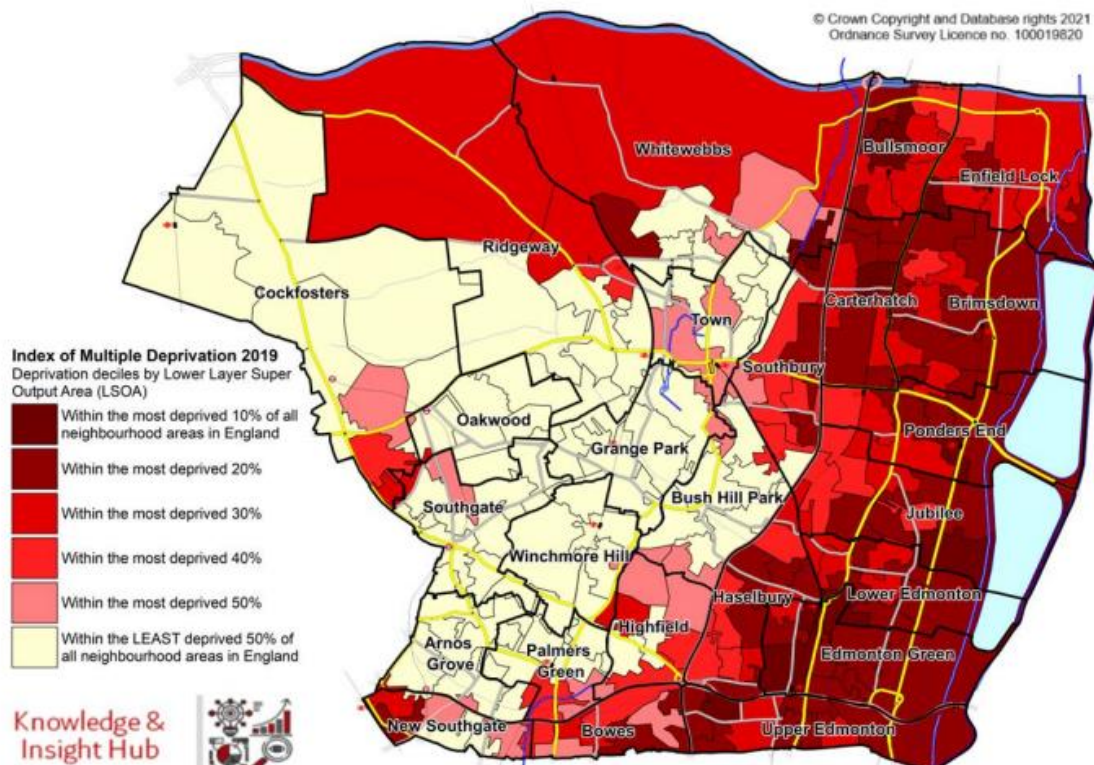 © Crown Copyright and Database rights 2021
Ordnance Survey Licence no. 100019820
Whitewebbs
Bullsmoor
Enfield Lock
Ridgeway
Cockfosters
Carterhatch
Brimsdown
Town
Southbury
Index of Multiple Deprivation 2019
Deprivation deciles by Lower Layer Super
Output Area (LSOA)
Within the most deprived 10% of all
neighbourhood areas in England
Within the most deprived 20%
Within the most deprived 30%
Within the most deprived 40%
Within the most deprived 50%
Within the LEAST deprived 50% of
all neighbourhood areas in England
Oakwood
Grange Park
Ponders End
Southgate
Bush Hill Park
Jubilee
Winchmore Hill
Haselbury
Lower Edmonton
Highfield
Arnos
Grove
Palmers
Green
Edmonton Green
New Southgate
Bowes
Upper Edmonton
Knowledge &
Insight Hub